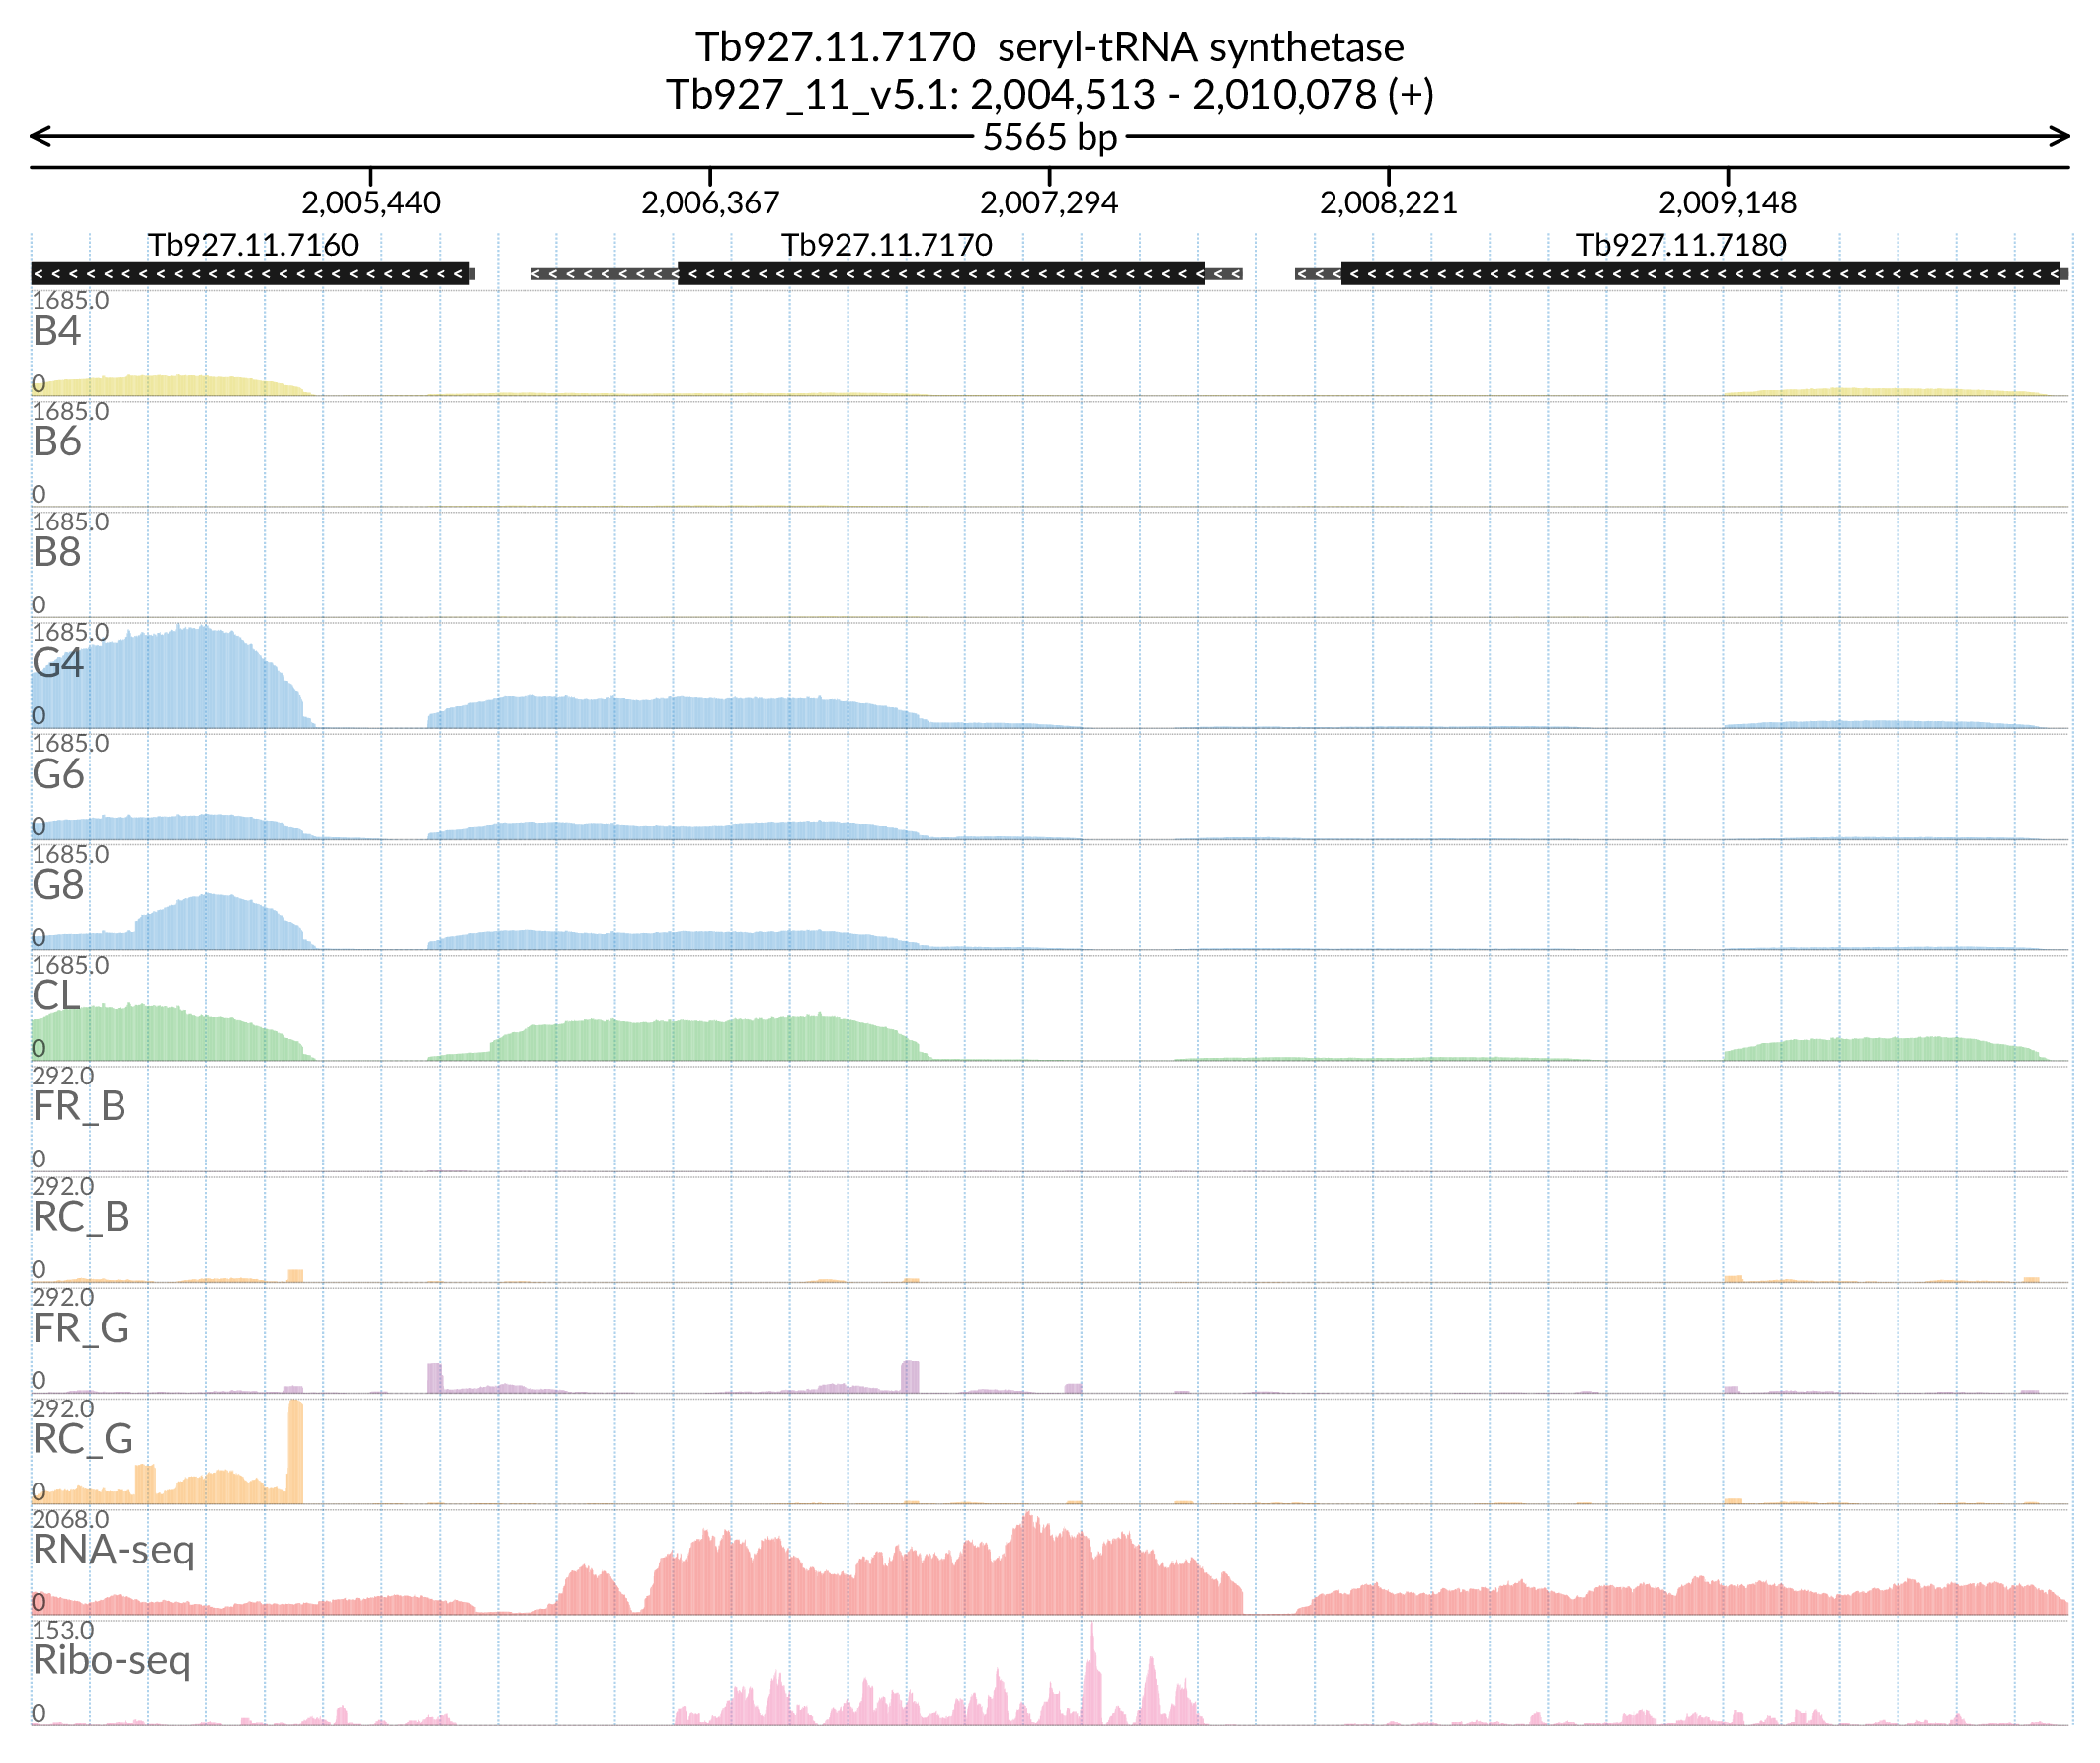 Tb927.11.7170 seryl-tRNA synthetase
Tb927_11_v5.1: 2,004,513 - 2,010,078 (+)
5565 bp
2,005,440 2,006,367 2,007,294 2,008,221 2,009,148
Tb927.11.7160 Tb927.11.7170 Tb927.11.7180
1685.0
B4
0
1685.0
B6
0
1685.0
B8
0
1685.0
G4
0
1685.0
G6
0
1685.0
G8
0
1685.0
CL
0
292.0
FR_B
0
292.0
RC_B
0
292.0
FR_G
0
292.0
RC_G
0
2068.0
RNA-seq
0
153.0
Ribo-seq
0